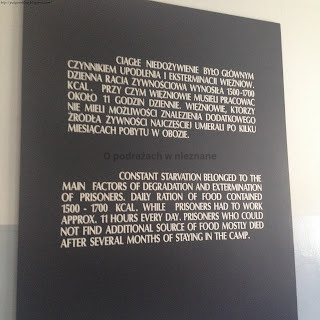 CIĄGŁE NIEDOŻYWIENE BYŁO GŁÓWNYM
CZYNNIKIEM UPODLENIA I EKSTERMINACJI WIĘŹNIÓW.
DZIENNA RACJA ŻYWNOŚCIOWA WYNOSIŁA 1500-1700
KCAL. PRZY CZYM WIĘŹNIOWIE MUSIELI PRACOWAĆ
OKOŁO 11 GODZIN DZIENNIE. WIĘŹNIOWIE, KTÓRZY
NIE MIELI MOŻLIWOŚCI ZNALEZIENIA DODATKOWEGO
ŹRÓDŁA ŻYWNOŚCI NAJCZĘŚCIEJ UMIERALI PO KILKU
MIESIĄCACH POBYTU W OBOZIE.
O podróżach w nieznane
CONSTANT STARVATION BELONGED TO THE
MAIN FACTORS OF DEGRADATION AND EXTERMINATION
OF PRISONERS. DAILY RATION OF FOOD CONTAINED
1500 - 1700 KCAL. WHILE PRISONERS HAD TO WORK
APPROX. 11 HOURS EVERY DAY. PRISONERS WHO COULD
NOT FIND ADDITIONAL SOURCE OF FOOD MOSTLY DIED
AFTER SEVERAL MONTHS OF STAYING IN THE CAMP.